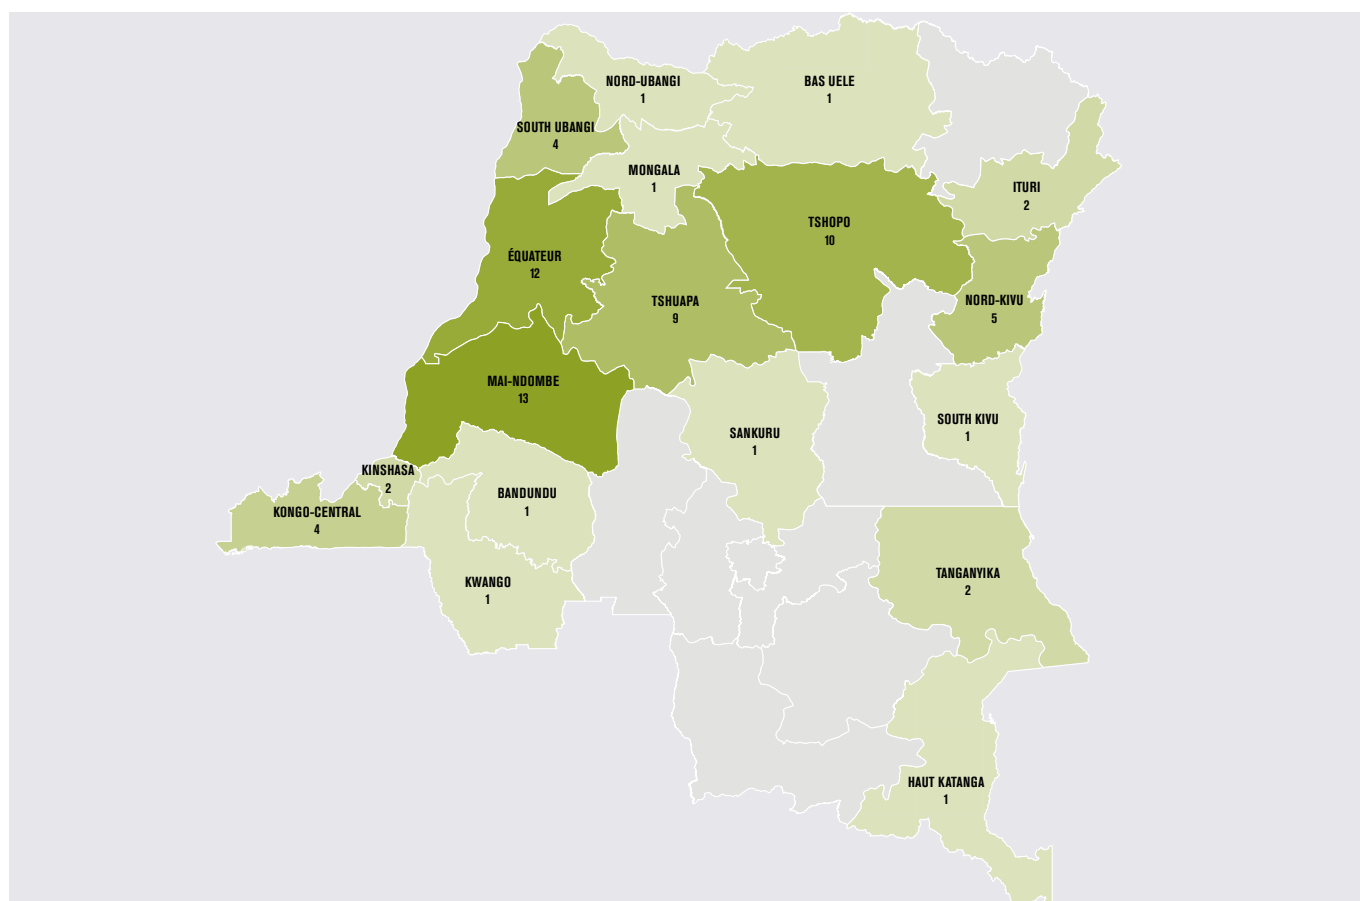 NORD-UBANGI
1
BAS UELE
1
SOUTH UBANGI
4
MONGALA
1
ITURI
2
TSHOPO
10
ÉQUATEUR
12
TSHUAPA
9
NORD-KIVU
5
MAI-NDOMBE
13
SOUTH KIVU
1
SANKURU
1
KINSHASA
2
BANDUNDU
1
KONGO-CENTRAL
4
KWANGO
1
TANGANYIKA
2
HAUT KATANGA
1